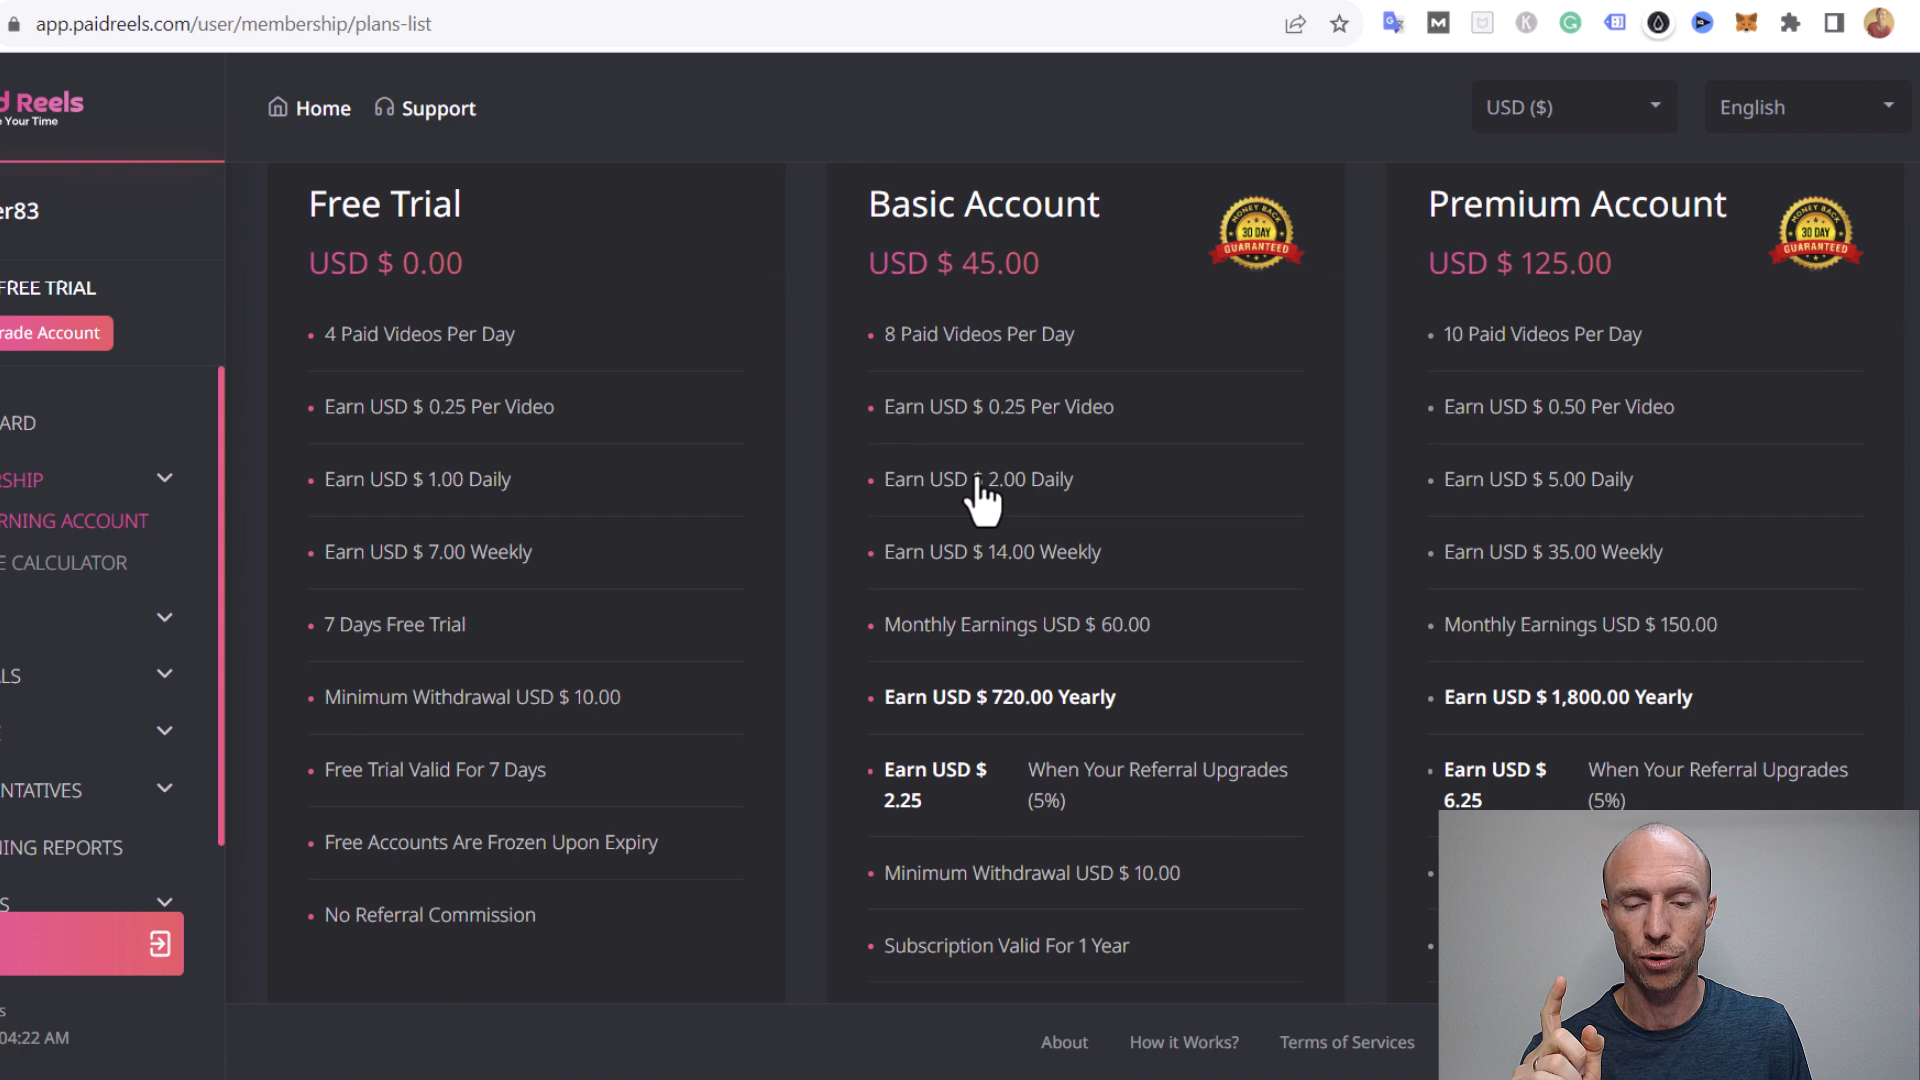 app.paidreels.com/user/membership/plans-list
d Reels
e Your Time
Home
Support
USD ($)
English
er83
FREE TRIAL
rade Account
ARD
SHIP
RNING ACCOUNT
E CALCULATOR
LS
E
NTATIVES
ING REPORTS
S
s
04:22 AM
Free Trial
USD $ 0.00
4 Paid Videos Per Day
Earn USD $ 0.25 Per Video
Earn USD $ 1.00 Daily
Earn USD $ 7.00 Weekly
7 Days Free Trial
Minimum Withdrawal USD $ 10.00
Free Trial Valid For 7 Days
Free Accounts Are Frozen Upon Expiry
No Referral Commission
Basic Account
USD $ 45.00
MONEY BACK
30 DAY
GUARANTEED
8 Paid Videos Per Day
Earn USD $ 0.25 Per Video
Earn USD $ 2.00 Daily
Earn USD $ 14.00 Weekly
Monthly Earnings USD $ 60.00
Earn USD $ 720.00 Yearly
Earn USD $ When Your Referral Upgrades
2.25 (5%)
Minimum Withdrawal USD $ 10.00
Subscription Valid For 1 Year
Premium Account
USD $ 125.00
MONEY BACK
30 DAY
GUARANTEED
10 Paid Videos Per Day
Earn USD $ 0.50 Per Video
Earn USD $ 5.00 Daily
Earn USD $ 35.00 Weekly
Monthly Earnings USD $ 150.00
Earn USD $ 1,800.00 Yearly
Earn USD $ When Your Referral Upgrades
6.25 (5%)
About
How it Works?
Terms of Services